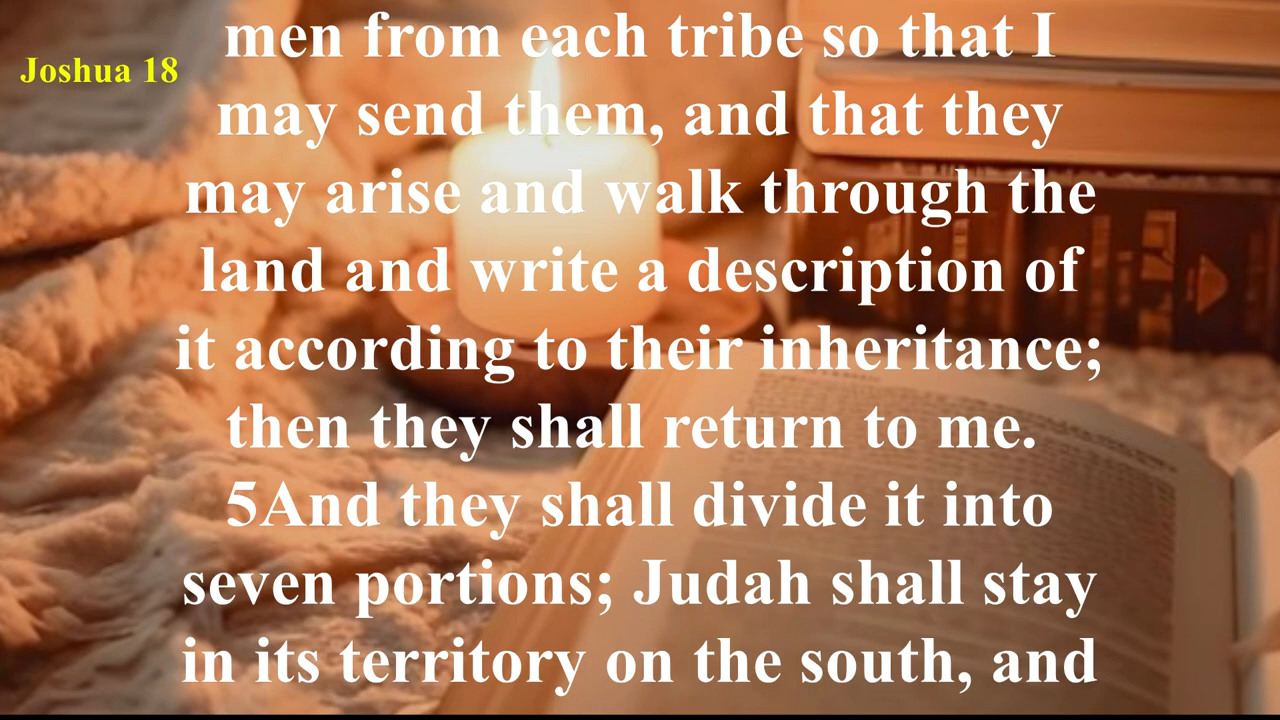 Joshua 18
men from each tribe so that I
may send them, and that they
may arise and walk through the
land and write a description of
it according to their inheritance;
then they shall return to me.
5And they shall divide it into
seven portions; Judah shall stay
in its territory on the south, and